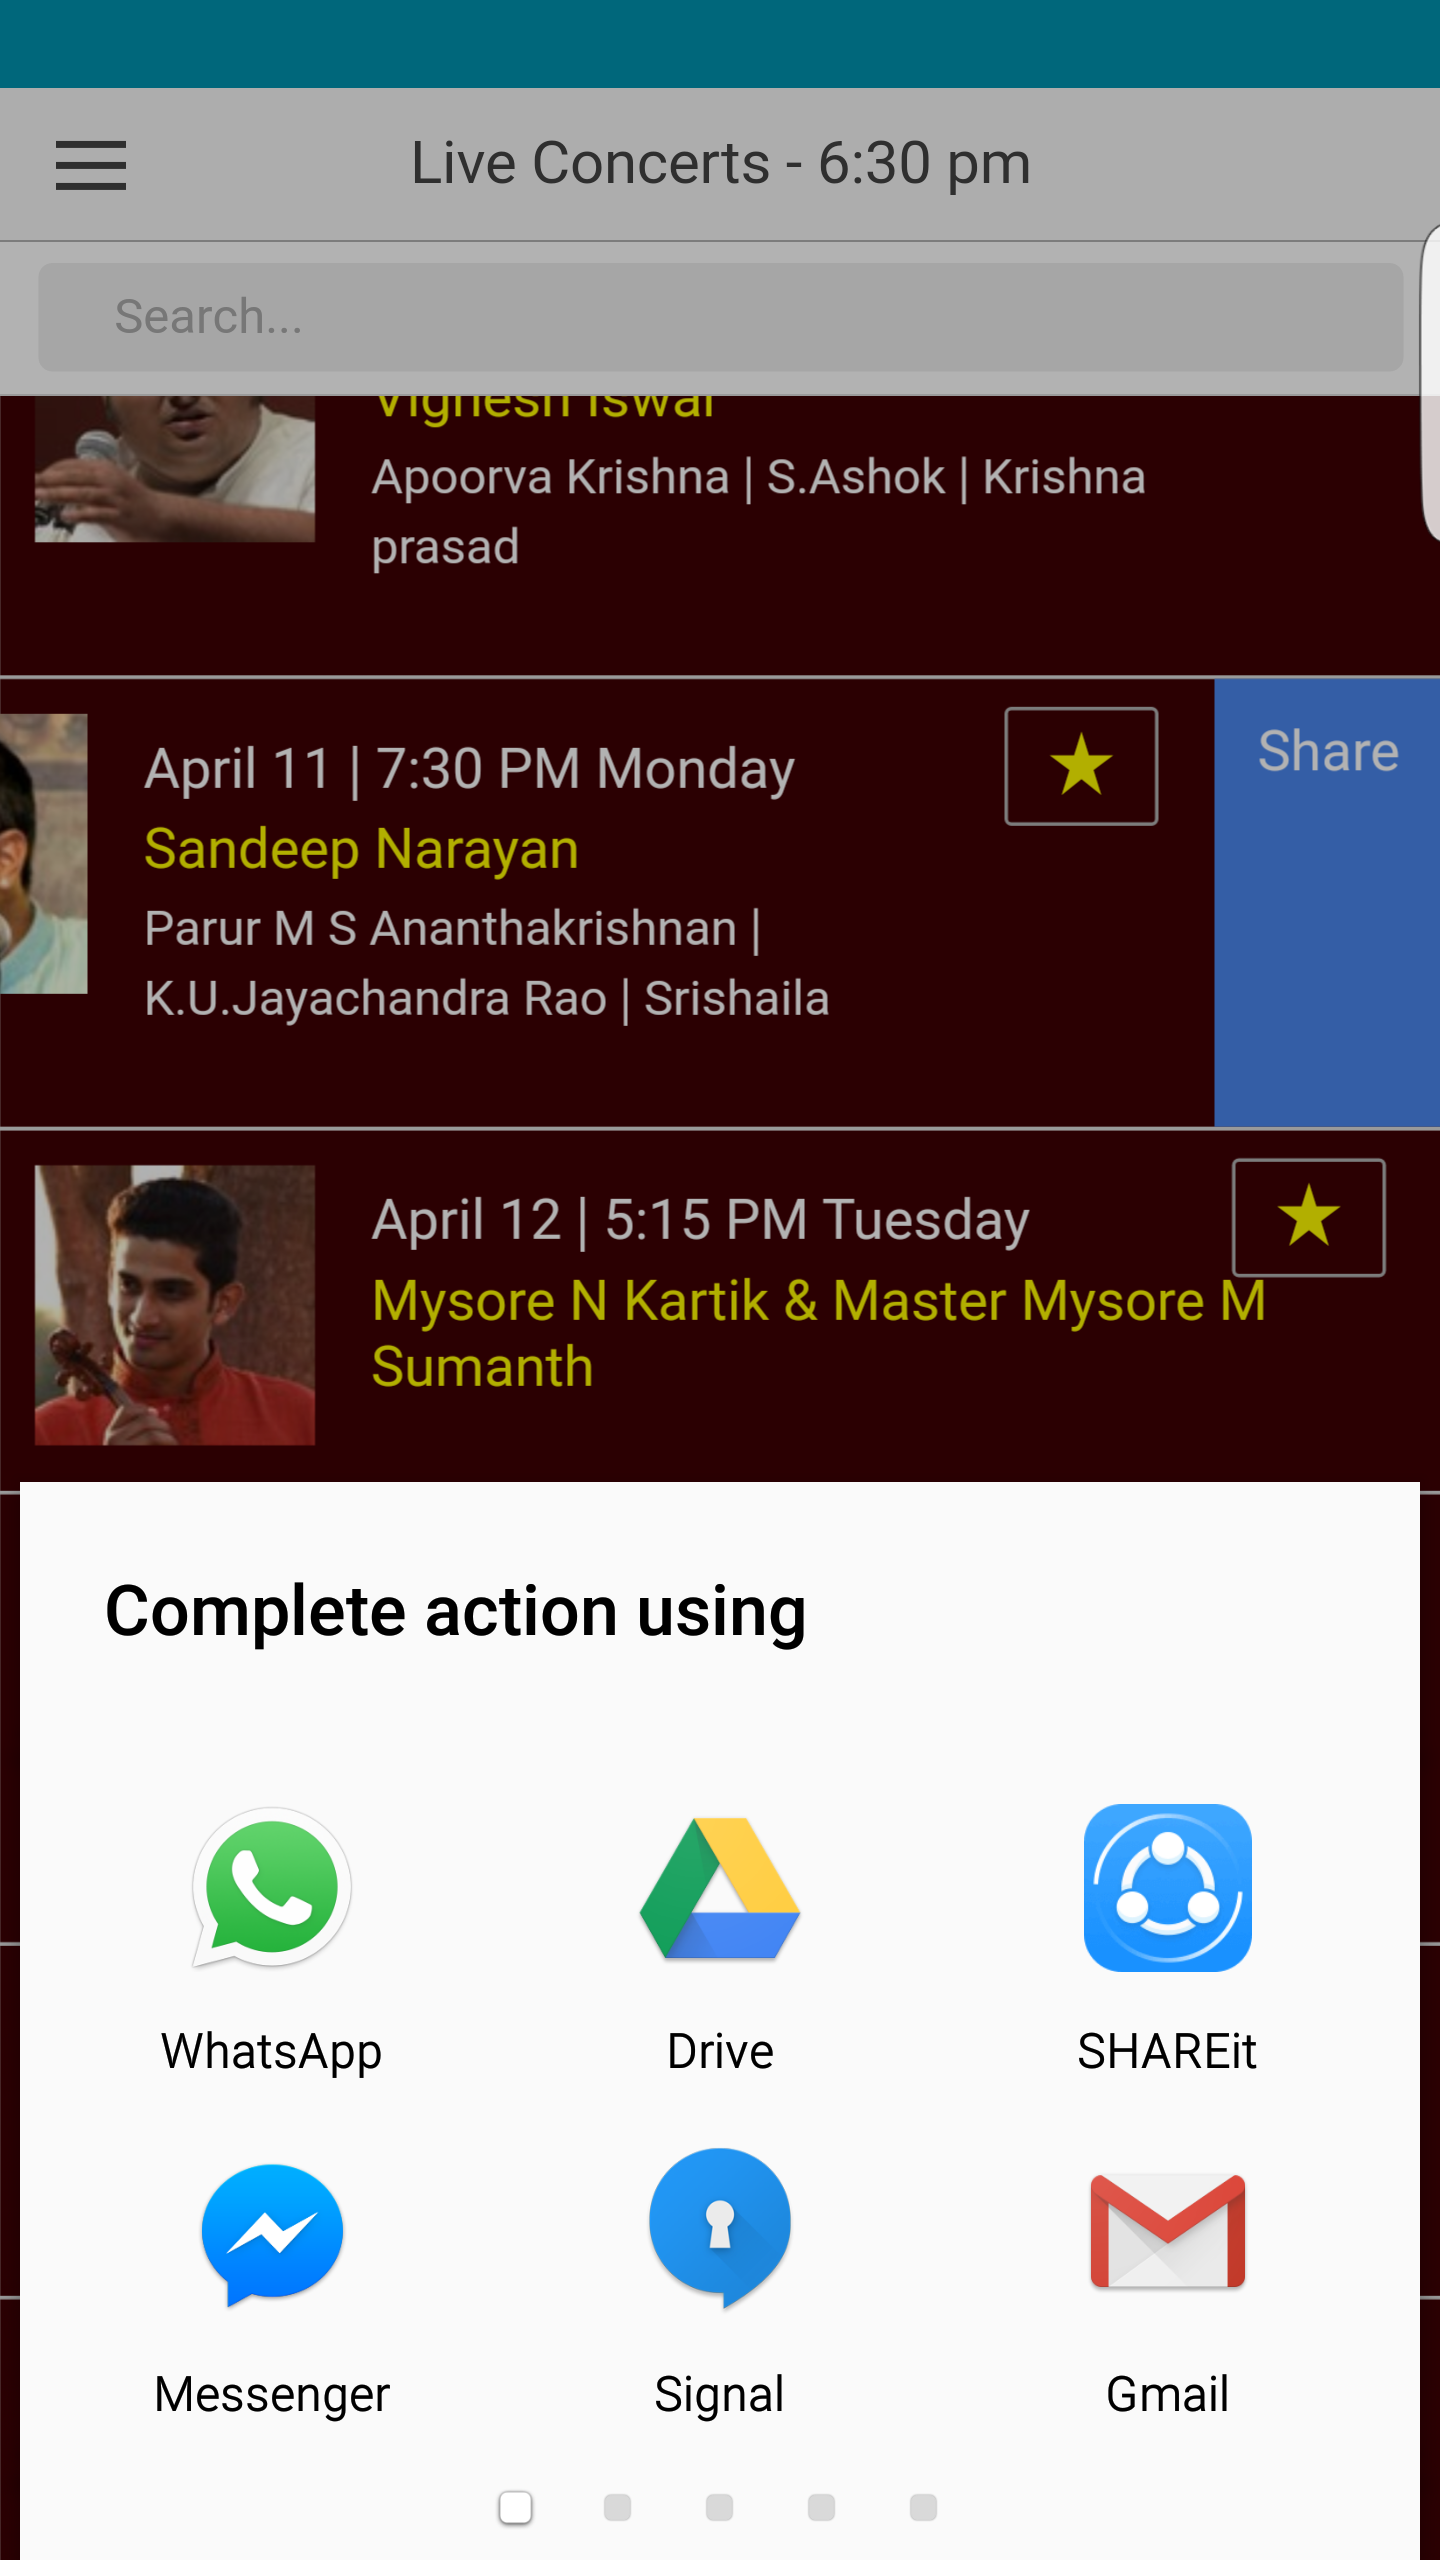 Live Concerts - 6:30 pm
Search...
Vignesh Iswar
Apoorva Krishna | S.Ashok | Krishna
prasad
April 11 | 7:30 PM Monday
Share
Sandeep Narayan
Parur M S Ananthakrishnan |
K.U.Jayachandra Rao | Srishaila
April 12 | 5:15 PM Tuesday
Mysore N Kartik & Master Mysore M
Sumanth
Complete action using
WhatsApp
Drive
SHAREit
Messenger
Signal
Gmail